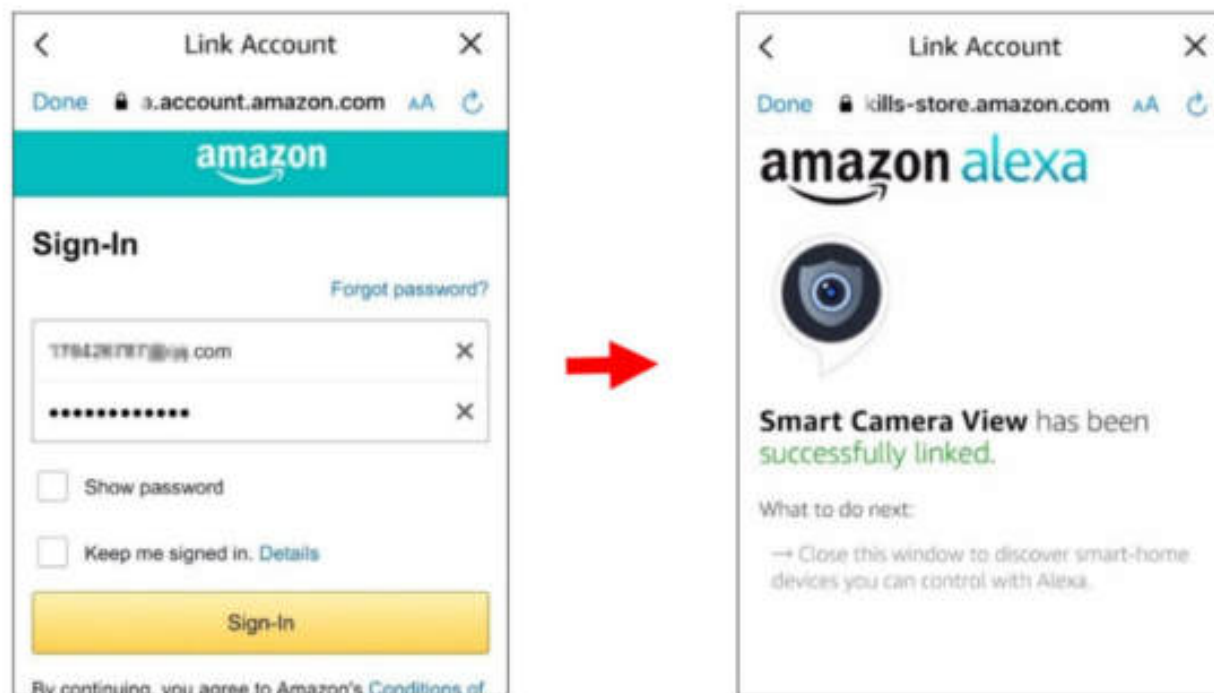 Link Account
Done a.account.amazon.com AA
amazon
Sign-In
Forgot password?
.com
••••••••••••
Show password
Keep me signed in. Details
Sign-In
By continuing, you agree to Amazon's Conditions of
Link Account
Done kills-store.amazon.com AA
amazon alexa
Smart Camera View has been
successfully linked.
What to do next:
→ Close this window to discover smart-home
devices you can control with Alexa.